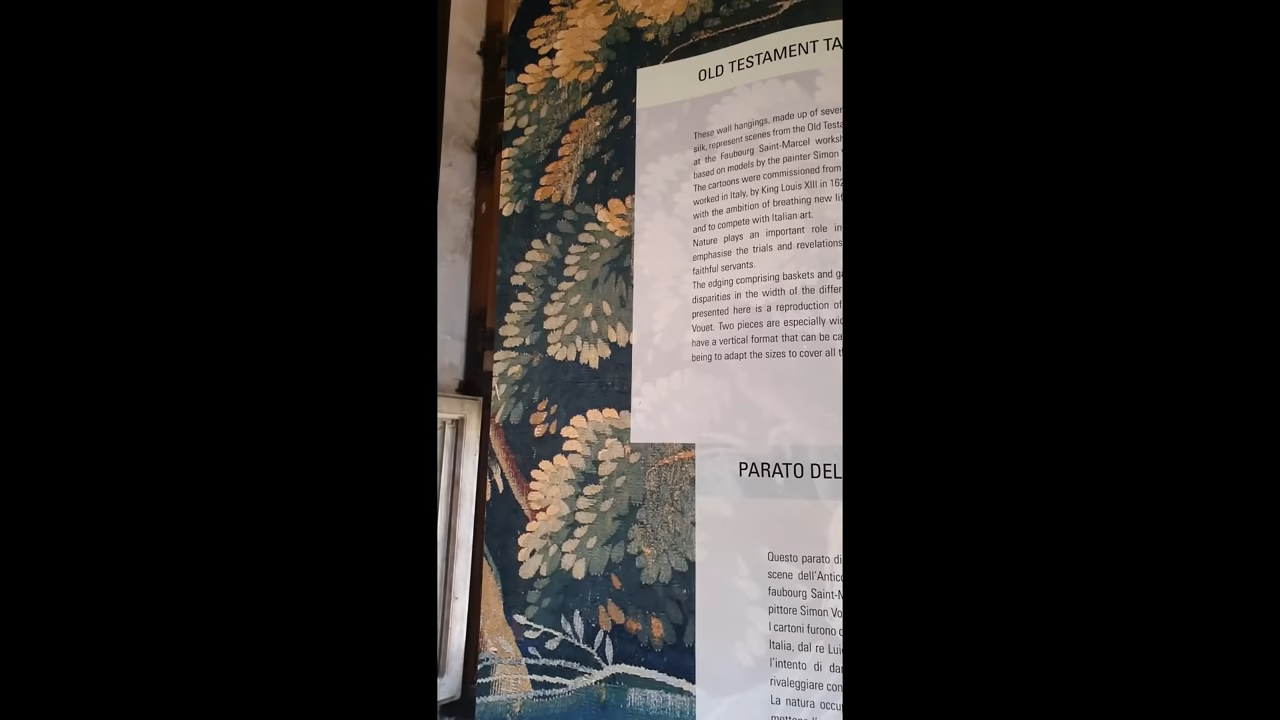 OLD TESTAMENT TA
These wall hangings, made up of sever
silk, represent scenes from the Old Testa
at the Faubourg Saint-Marcel worksh
based on models by the painter Simon
The cartoons were commissioned from
worked in Italy, by King Louis XIII in 162
with the ambition of breathing new lif
and to compete with Italian art.
Nature plays an important role in
emphasise the trials and revelations
faithful servants.
The edging comprising baskets and ga
disparities in the width of the differ
presented here is a reproduction of
Vouet. Two pieces are especially wid
have a vertical format that can be ca
being to adapt the sizes to cover all t
PARATO DEL
Questo parato di
scene dell'Antico
faubourg Saint-M
pittore Simon Vo
I cartoni furono c
Italia, dal re Lui
l'intento di dar
rivaleggiare con
La natura occu